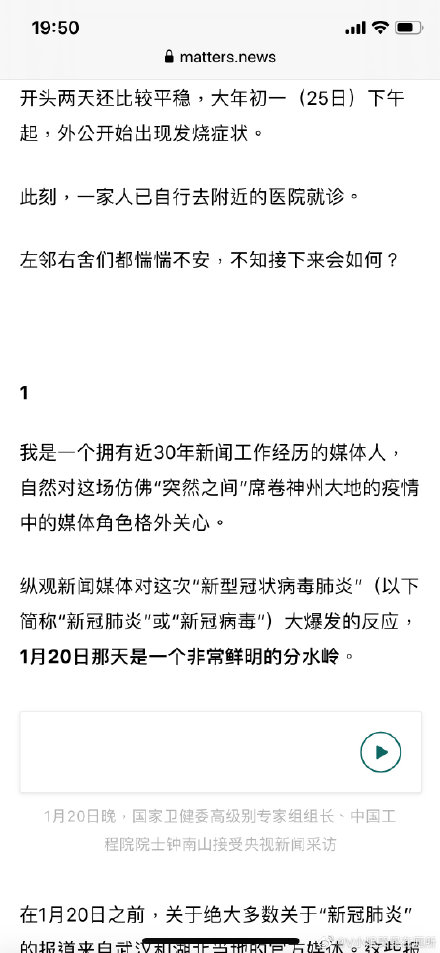 19:50
matters.news
开头两天还比较平稳，大年初一（25日）下午
起，外公开始出现发烧症状。
此刻，一家人已自行去附近的医院就诊。
左邻右舍们都惴惴不安，不知接下来会如何？
1
我是一个拥有近30年新闻工作经历的媒体人，
自然对这场仿佛“突然之间”席卷神州大地的疫情
中的媒体角色格外关心。
纵观新闻媒体对这次“新型冠状病毒肺炎”（以下
简称“新冠肺炎”或“新冠病毒”）大爆发的反应，
1月20日那天是一个非常鲜明的分水岭。
1月20日晚，国家卫健委高级别专家组组长、中国工
程院院士钟南山接受央视新闻采访
在1月20日之前，关于绝大多数关于“新冠肺炎”
的报道来自武汉和湖北当地的官方媒体。这些报